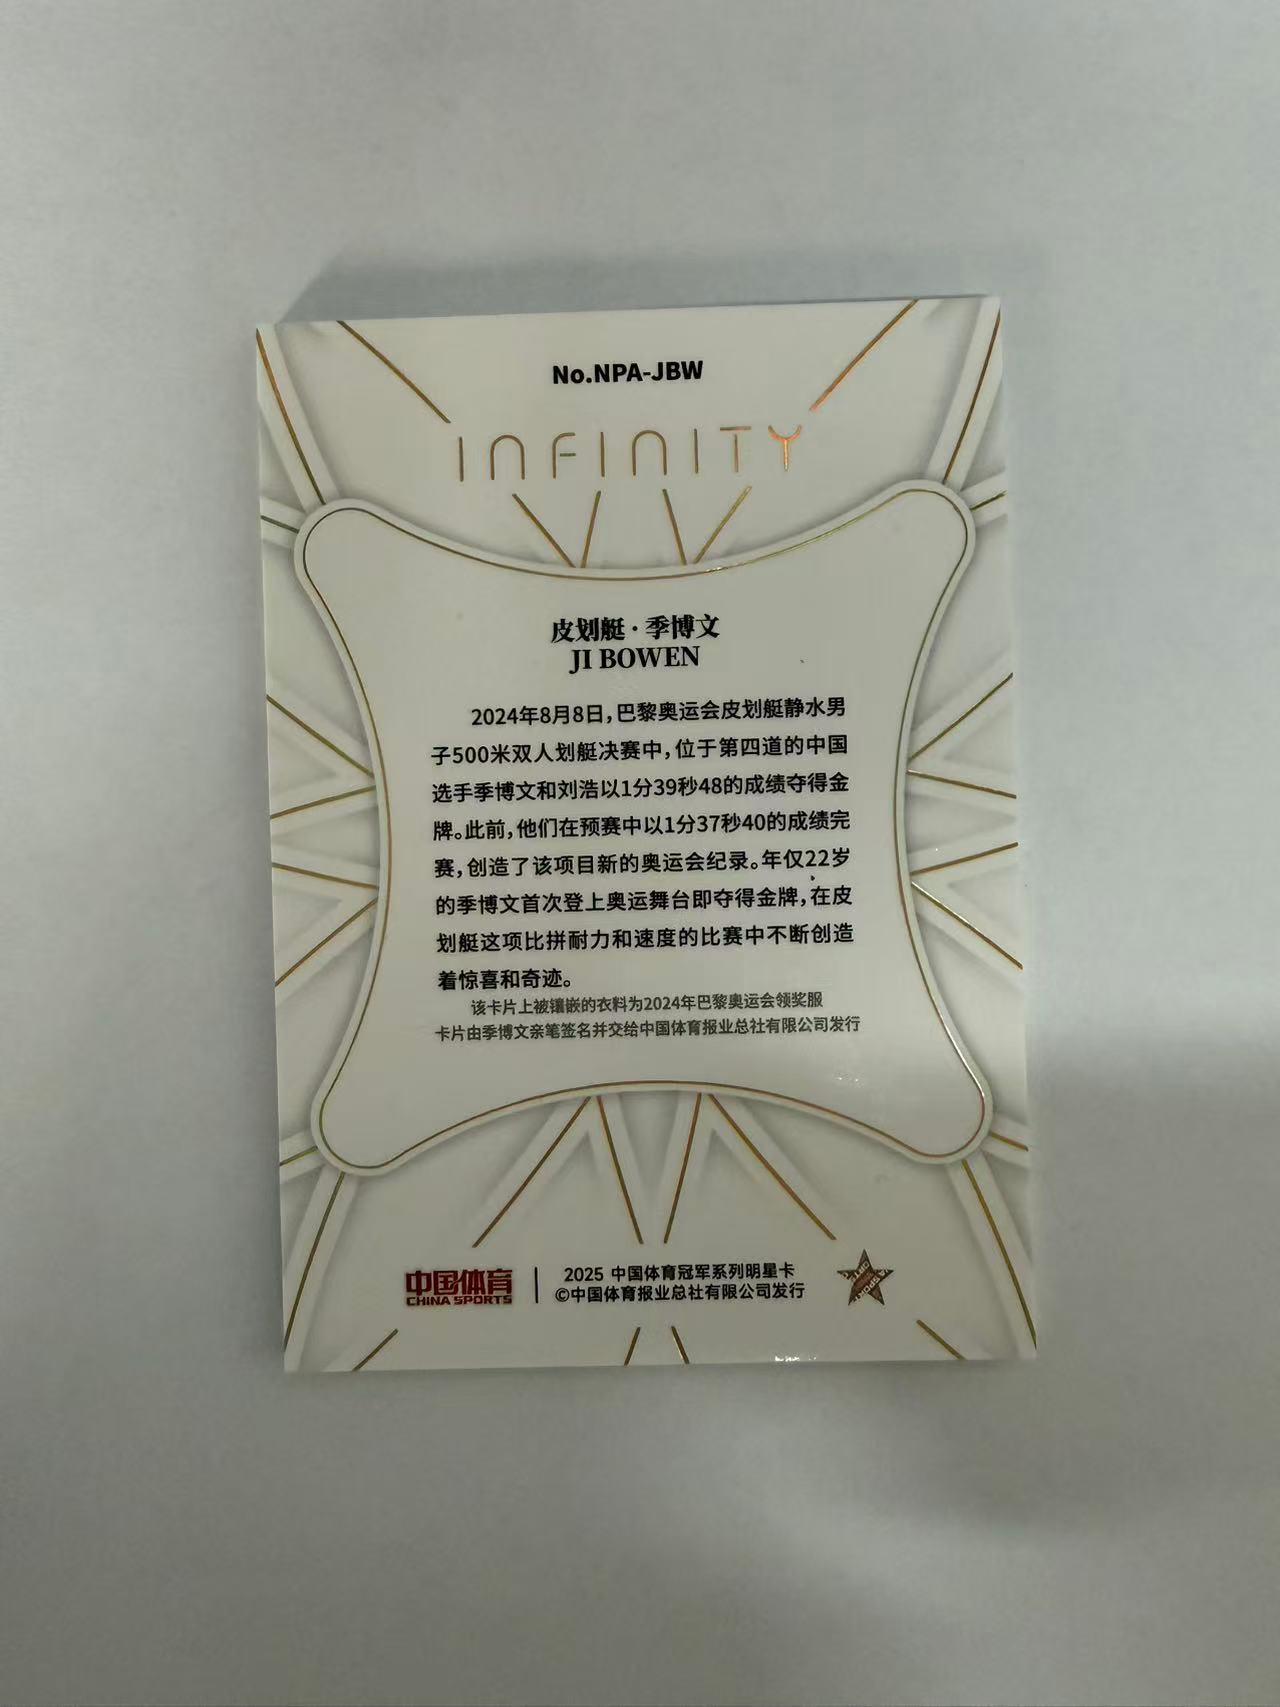 No.NPA-JBW
INFINITY
皮划艇·季博文
JI BOWEN
2024年8月8日，巴黎奥运会皮划艇静水男
子500米双人划艇决赛中，位于第四道的中国
选手季博文和刘浩以1分39秒48的成绩夺得金
牌。此前，他们在预赛中以1分37秒40的成绩完
赛，创造了该项目新的奥运会纪录。年仅22岁
的季博文首次登上奥运舞台即夺得金牌，在皮
划艇这项比拼耐力和速度的比赛中不断创造
着惊喜和奇迹。
该卡片上被镶嵌的衣料为2024年巴黎奥运会领奖服
卡片由季博文亲笔签名并交给中国体育报业总社有限公司发行
中国体育
CHINA SPORTS
2025 中国体育冠军系列明星卡
©中国体育报业总社有限公司发行